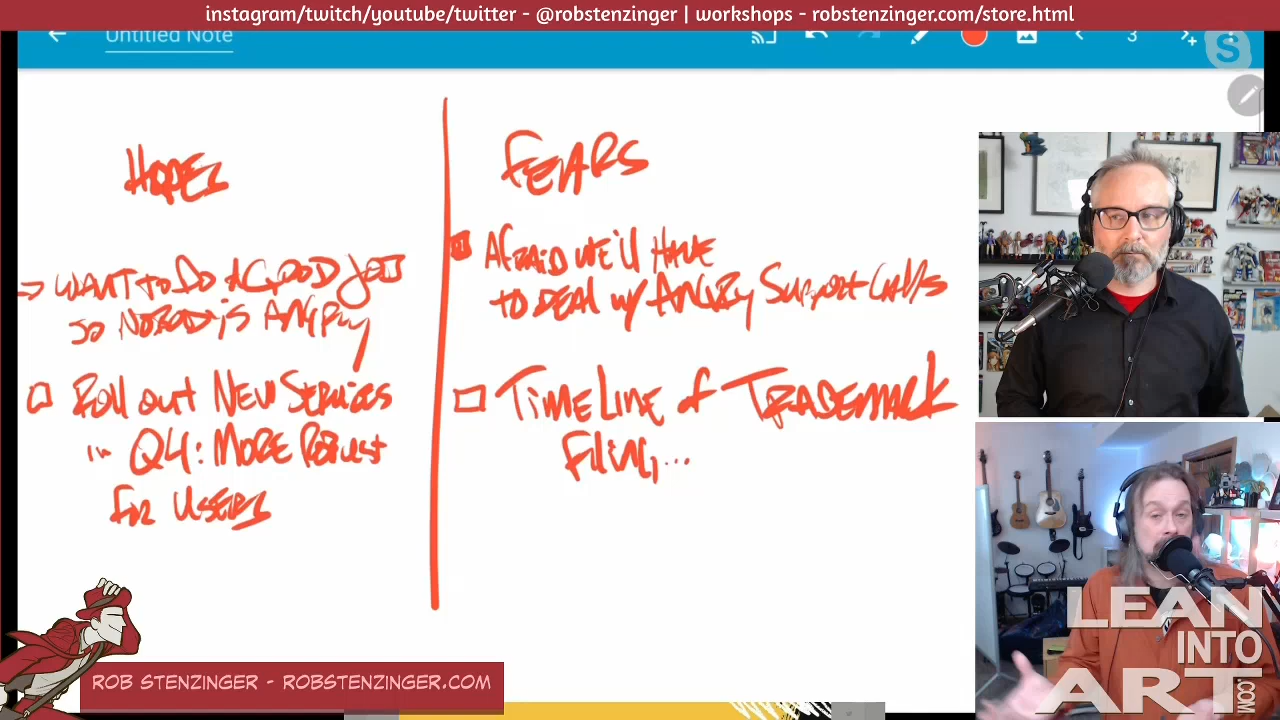 instagram/twitch/youtube/twitter - @robstenzinger | workshops - robstenzinger.com/store.html
Untitled Note
3
HOPES
WANT TO DO A GOOD JOB
SO NOBODY IS ANGRY
Roll out New Services
in Q4: MORE ROBUST
for USERS
FEARS
AFRAID WE'll HAVE
TO DEAL w/ ANGRY Support CALLS
TIMELINE of TRADEMARK
Filing...
ROB STENZINGER - ROBSTENZINGER.COM
LEAN
INTO
ART.COM